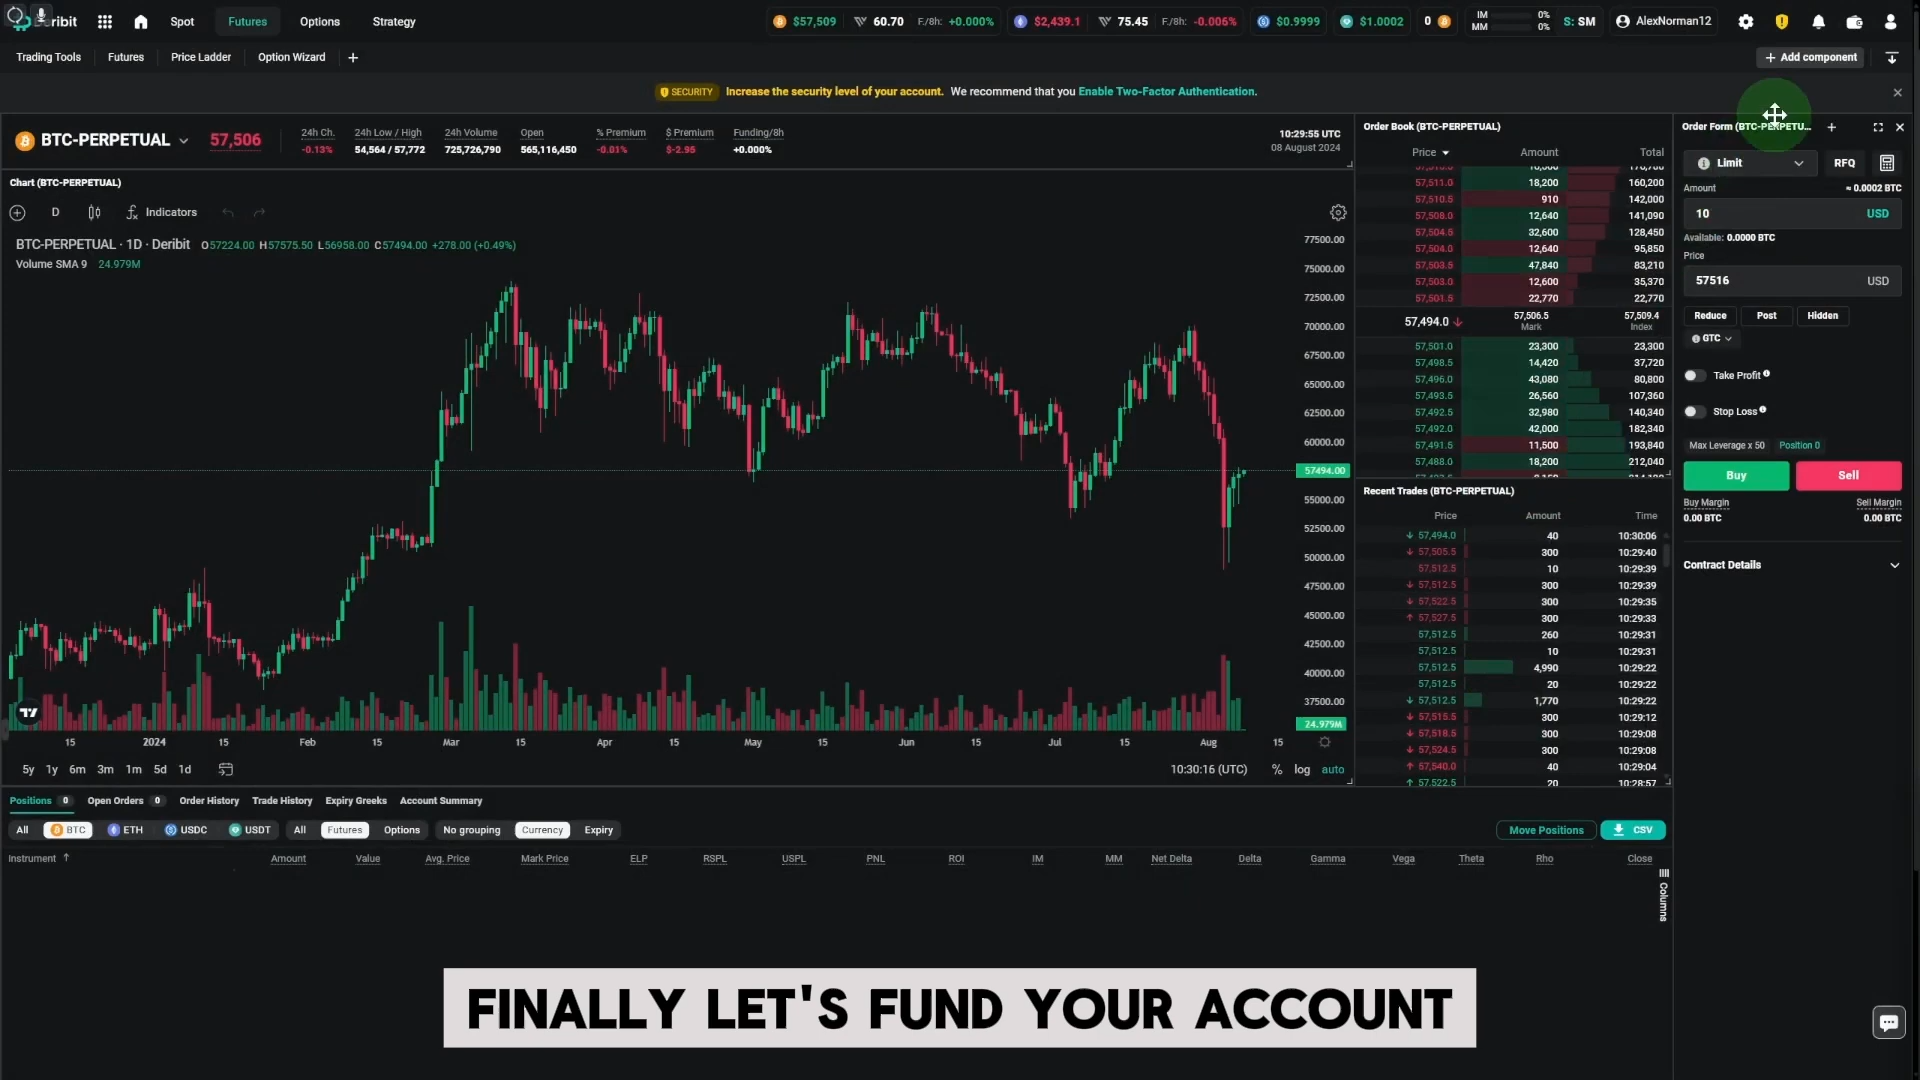 Deribit Spot Futures Options Strategy $57,509 60.70 F./8h: +0.000% $2,439.1 75.45 F./8h: -0.006% $0.9999 $1.0002 0 IM 0% MM 0% S: SM AlexNorman12
Trading Tools Futures Price Ladder Option Wizard + + Add component
SECURITY Increase the security level of your account. We recommend that you Enable Two-Factor Authentication.
BTC-PERPETUAL 57,506
24h Ch. 24h Low / High 24h Volume Open % Premium $ Premium Funding/8h
-0.13% 54,564 / 57,772 725,726,790 565,116,450 -0.01% $-2.95 +0.000%
10:29:55 UTC
08 August 2024
Chart (BTC-PERPETUAL)
D Indicators
BTC-PERPETUAL · 1D · Deribit O57224.00 H57575.50 L56958.00 C57494.00 +278.00 (+0.49%)
Volume SMA 9 24.979M
77500.00
75000.00
72500.00
70000.00
67500.00
65000.00
62500.00
60000.00
57494.00
55000.00
52500.00
50000.00
47500.00
45000.00
42500.00
40000.00
37500.00
24.979M
15 2024 15 Feb 15 Mar 15 Apr 15 May 15 Jun 15 Jul 15 Aug 15
5y 1y 6m 3m 1m 5d 1d 10:30:16 (UTC) % log auto
Order Book (BTC-PERPETUAL)
Price Amount Total
57,511.0 18,200 160,200
57,510.5 910 142,000
57,508.0 12,640 141,090
57,504.5 32,600 128,450
57,504.0 12,640 95,850
57,503.5 47,840 83,210
57,503.0 12,600 35,370
57,501.5 22,770 22,770
57,494.0 57,506.5 57,509.4
Mark Index
57,501.0 23,300 23,300
57,498.5 14,420 37,720
57,496.0 43,080 80,800
57,493.5 26,560 107,360
57,492.5 32,980 140,340
57,492.0 42,000 182,340
57,491.5 11,500 193,840
57,488.0 18,200 212,040
Recent Trades (BTC-PERPETUAL)
Price Amount Time
57,494.0 40 10:30:06
57,505.5 300 10:29:40
57,512.5 10 10:29:39
57,512.5 300 10:29:39
57,522.5 300 10:29:35
57,527.5 300 10:29:33
57,512.5 260 10:29:31
57,512.5 10 10:29:31
57,512.5 4,990 10:29:22
57,512.5 20 10:29:22
57,512.5 1,770 10:29:22
57,515.5 300 10:29:12
57,518.5 300 10:29:08
57,524.5 300 10:29:08
57,540.0 40 10:29:04
57,522.5 20 10:28:57
Order Form (BTC-PERPETU... +
Limit RFQ
Amount ≈ 0.0002 BTC
10 USD
Available: 0.0000 BTC
Price
57516 USD
Reduce Post Hidden
GTC
Take Profit
Stop Loss
Max Leverage x 50 Position 0
Buy Sell
Buy Margin Sell Margin
0.00 BTC 0.00 BTC
Contract Details
Positions 0 Open Orders 0 Order History Trade History Expiry Greeks Account Summary
All BTC ETH USDC USDT All Futures Options No grouping Currency Expiry Move Positions CSV
Instrument Amount Value Avg. Price Mark Price ELP RSPL USPL PNL ROI IM MM Net Delta Delta Gamma Vega Theta Rho Close
Columns
FINALLY LET'S FUND YOUR ACCOUNT